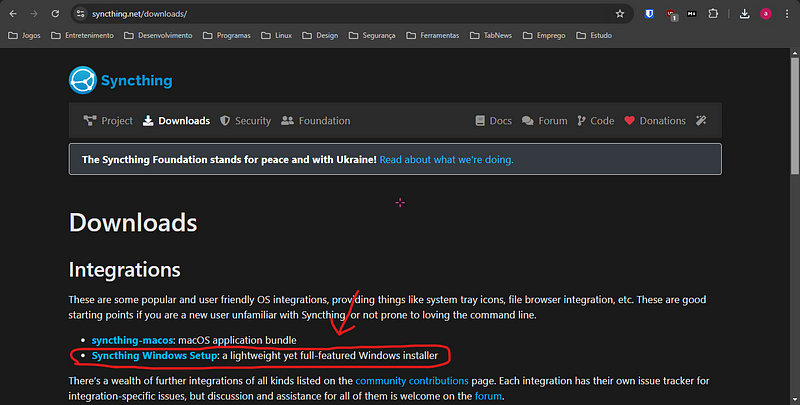 syncthing.net/downloads/
1
M+
a
Jogos Entretenimento Desenvolvimento Programas Linux Design Segurança Ferramentas TabNews Emprego Estudo
Syncthing
Project Downloads Security Foundation Docs Forum Code Donations
The Syncthing Foundation stands for peace and with Ukraine! Read about what we're doing.
Downloads
Integrations
These are some popular and user friendly OS integrations, providing things like system tray icons, file browser integration, etc. These are good
starting points if you are a new user unfamiliar with Syncthing, or not prone to loving the command line.
• syncthing-macos: macOS application bundle
• Syncthing Windows Setup: a lightweight yet full-featured Windows installer
There's a wealth of further integrations of all kinds listed on the community contributions page. Each integration has their own issue tracker for
integration-specific issues, but discussion and assistance for all of them is welcome on the forum.